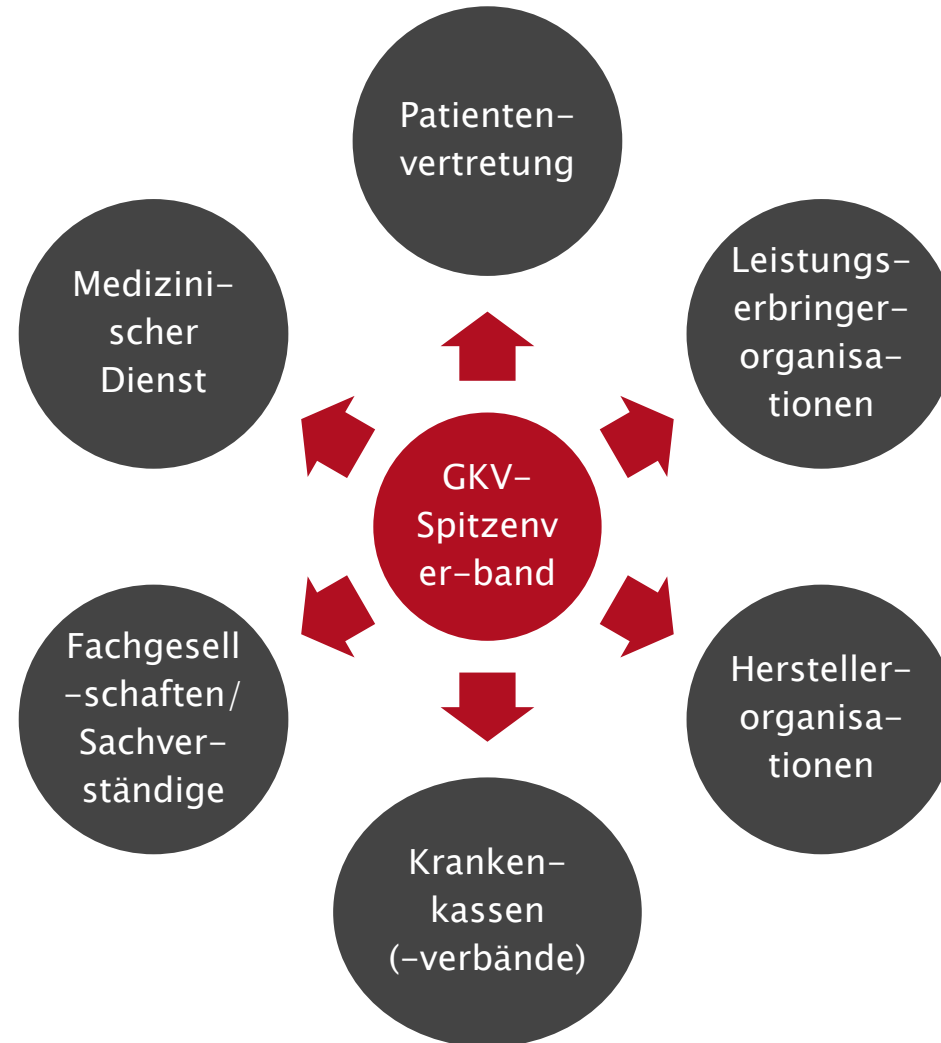 Patienten-
vertretung
Leistungs-
erbringer-
organisa-
tionen
Medizini-
scher
Dienst
GKV-
Spitzenv
er-band
Fachgesell
-schaften/
Sachver-
ständige
Hersteller-
organisa-
tionen
Kranken-
kassen
(-verbände)